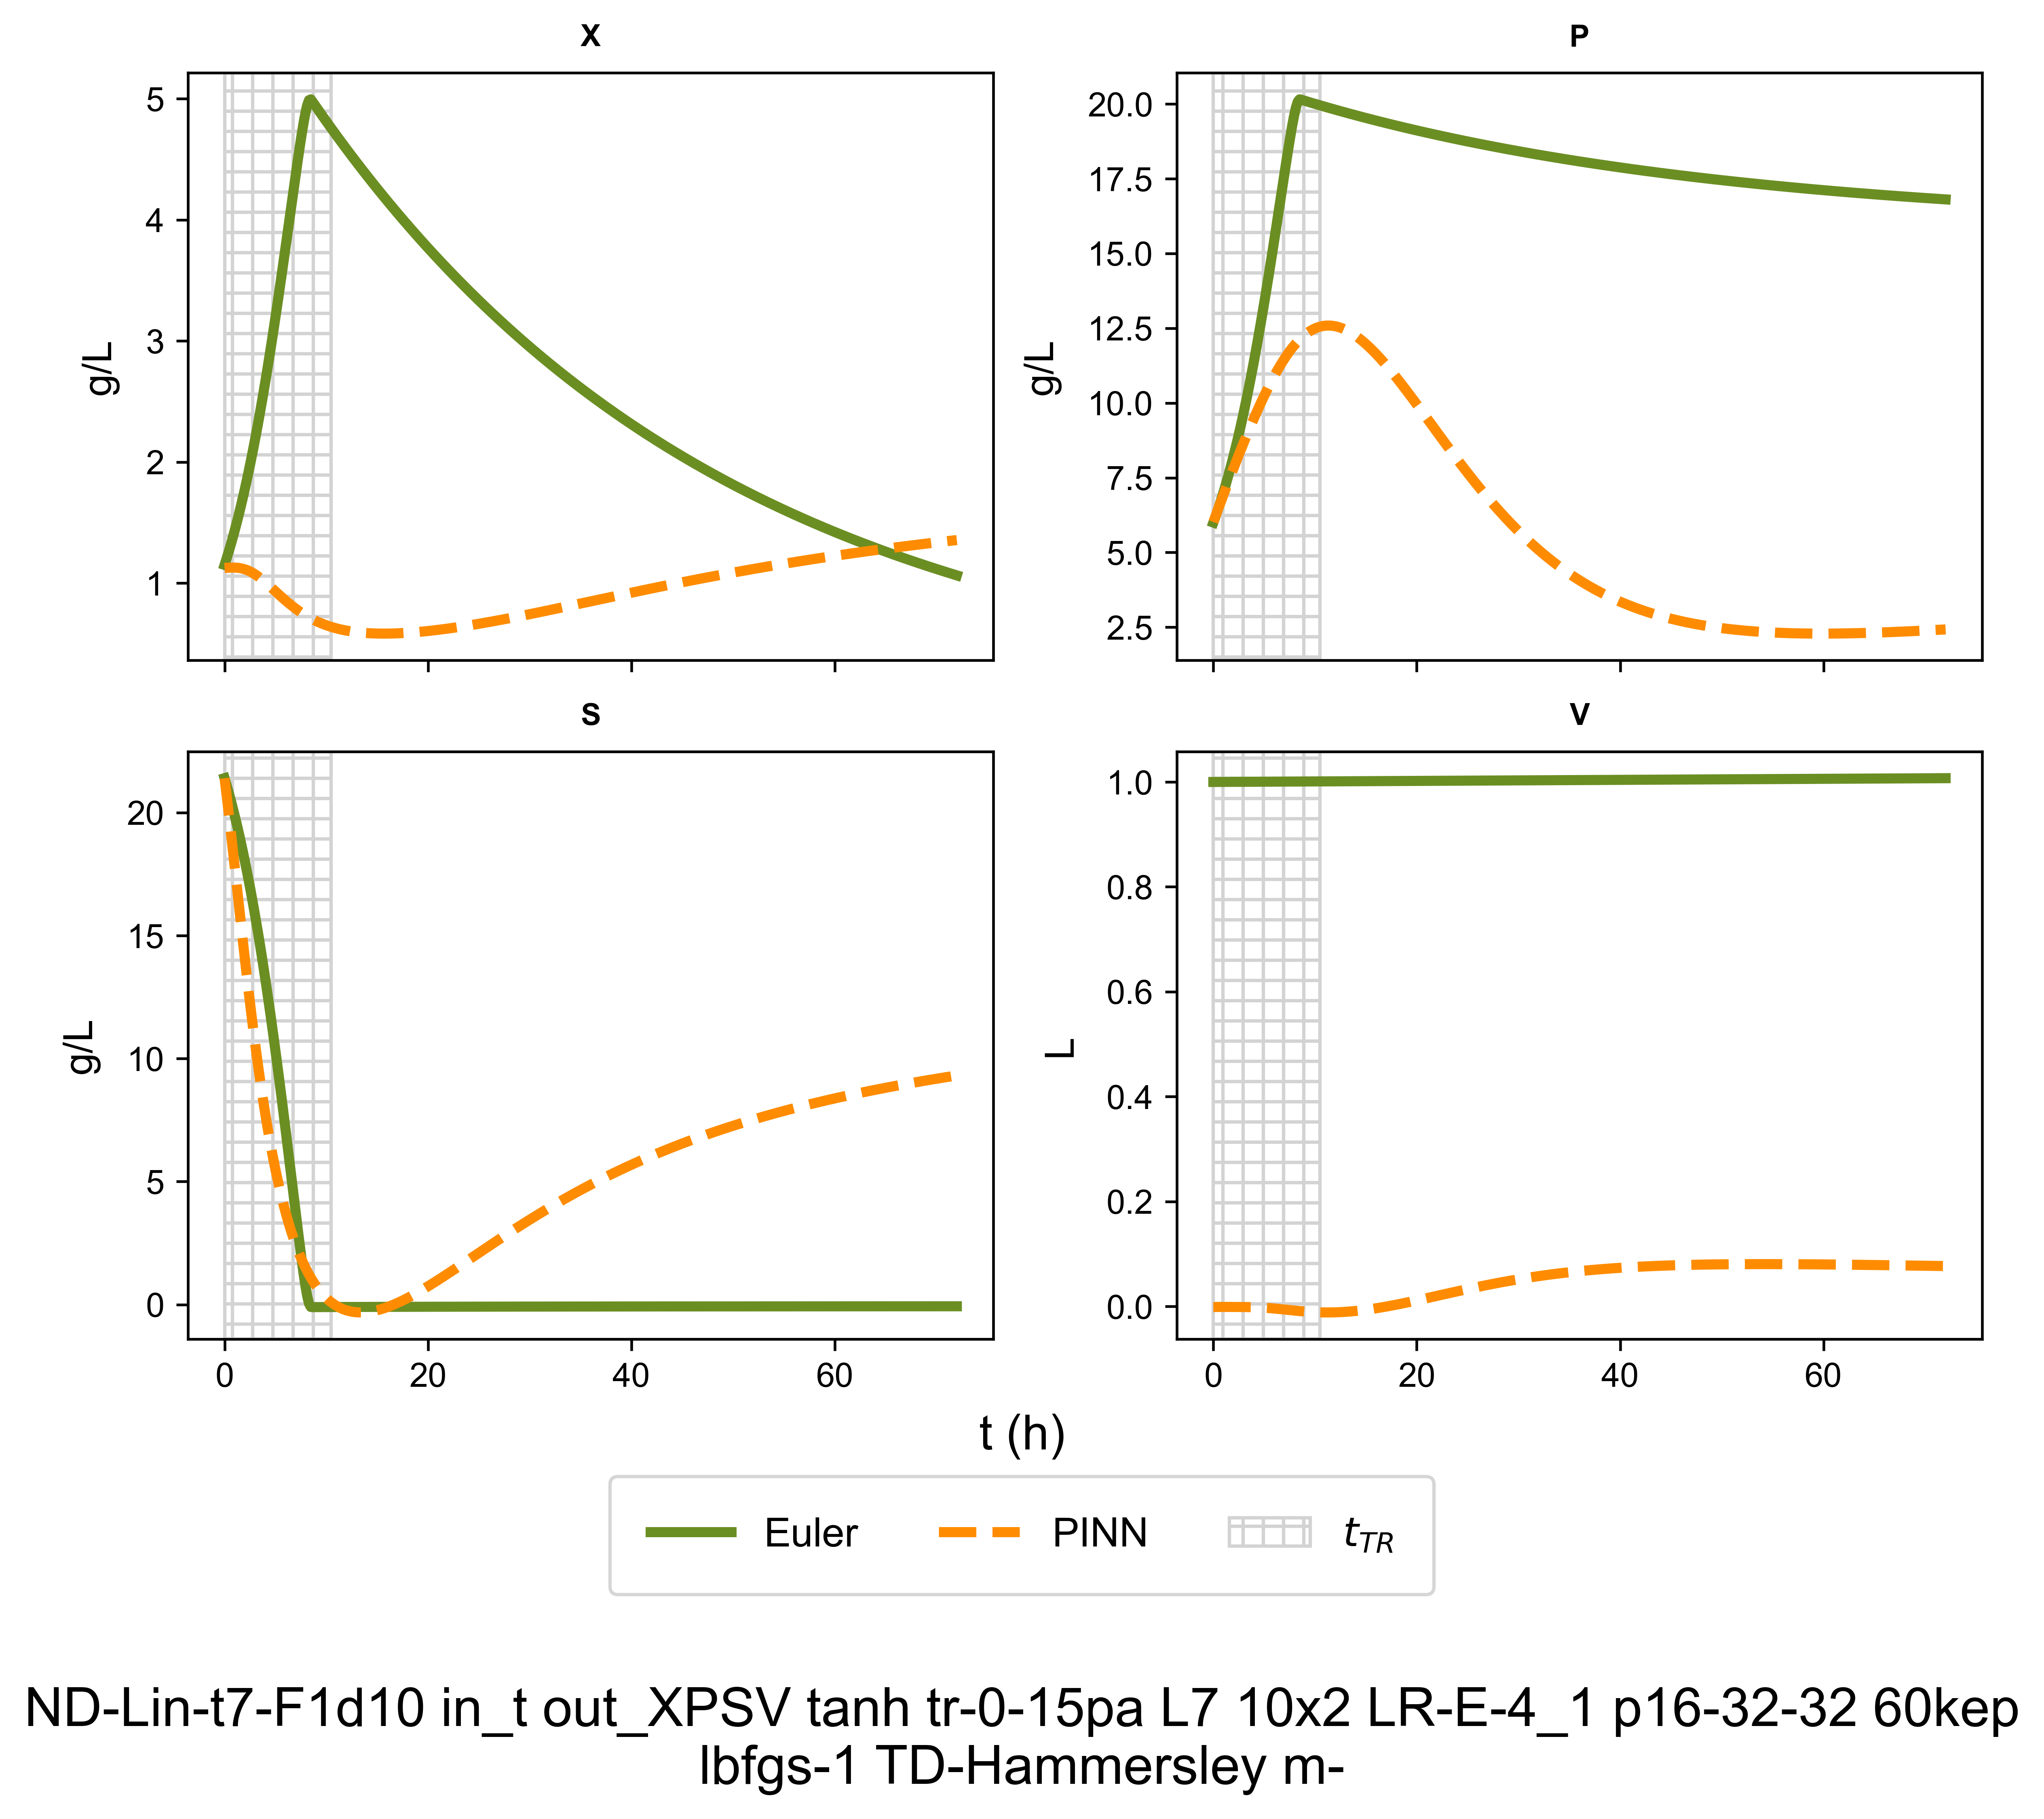 X
P
5
4
3
2
1
g/L
20.0
17.5
15.0
12.5
10.0
7.5
5.0
2.5
g/L
S
V
20
15
10
5
0
g/L
1.0
0.8
0.6
0.4
0.2
0.0
L
0 20 40 60
0 20 40 60
t (h)
Euler PINN t_{TR}
ND-Lin-t7-F1d10 in_t out_XPSV tanh tr-0-15pa L7 10x2 LR-E-4_1 p16-32-32 60kep
lbfgs-1 TD-Hammersley m-